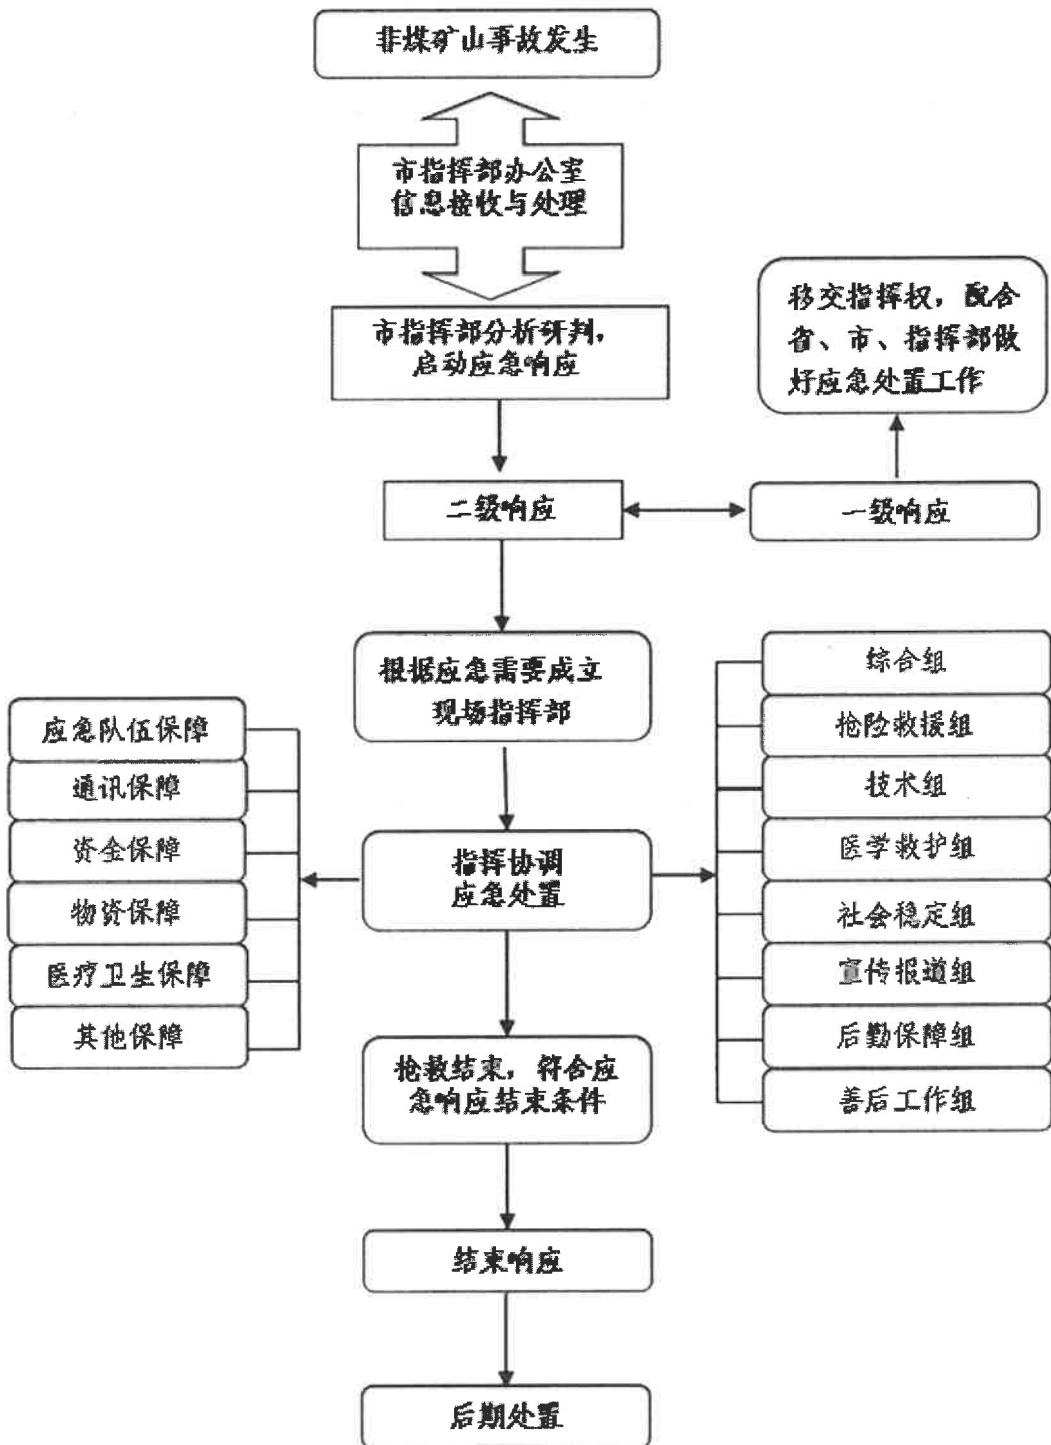 非煤矿山事故发生
市指挥部办公室
信息接收与处理
市指挥部分析研判，
启动应急响应
移交指挥权，配合
省、市、指挥部做
好应急处置工作
二级响应
一级响应
根据应急需要成立
现场指挥部
指挥协调
应急处置
应急队伍保障
通讯保障
资金保障
物资保障
医疗卫生保障
其他保障
综合组
抢险救援组
技术组
医学救护组
社会稳定组
宣传报道组
后勤保障组
善后工作组
抢救结束，符合应
急响应结束条件
结束响应
后期处置